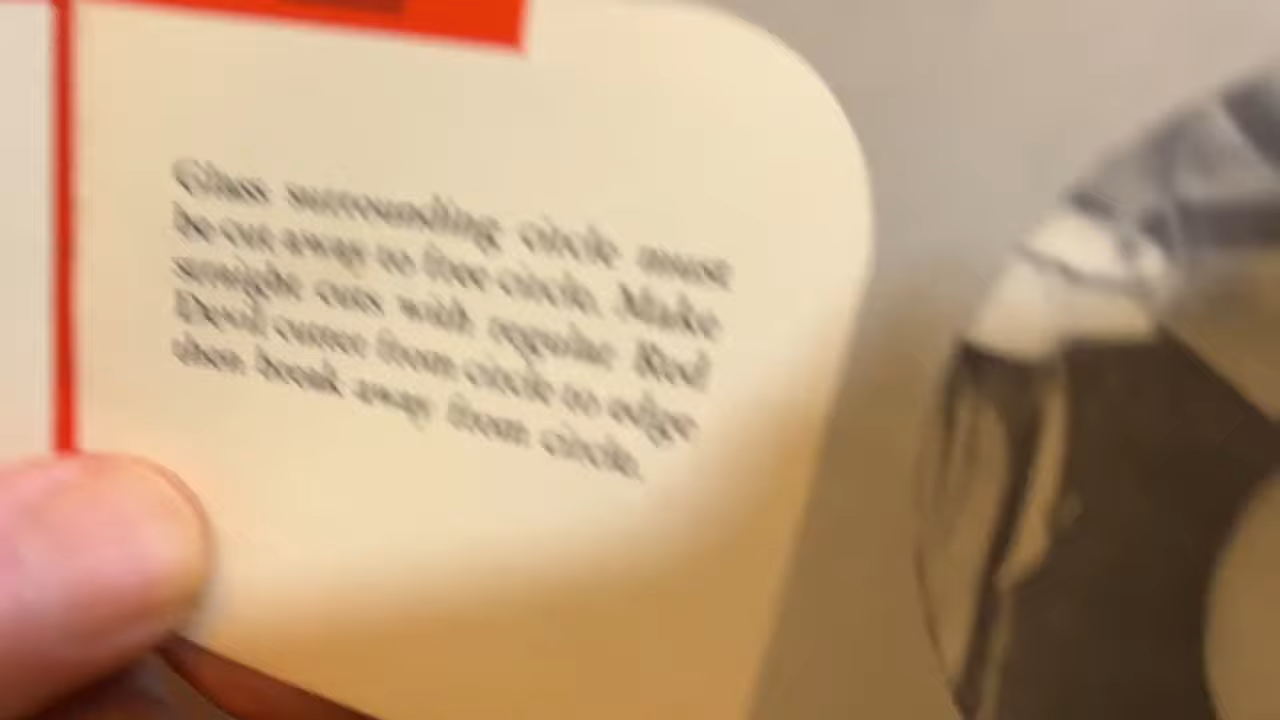 Glass surrounding circle must
be cut away to free circle. Make
straight cuts with regular Red
Devil cutter from circle to edge
then break away from circle.